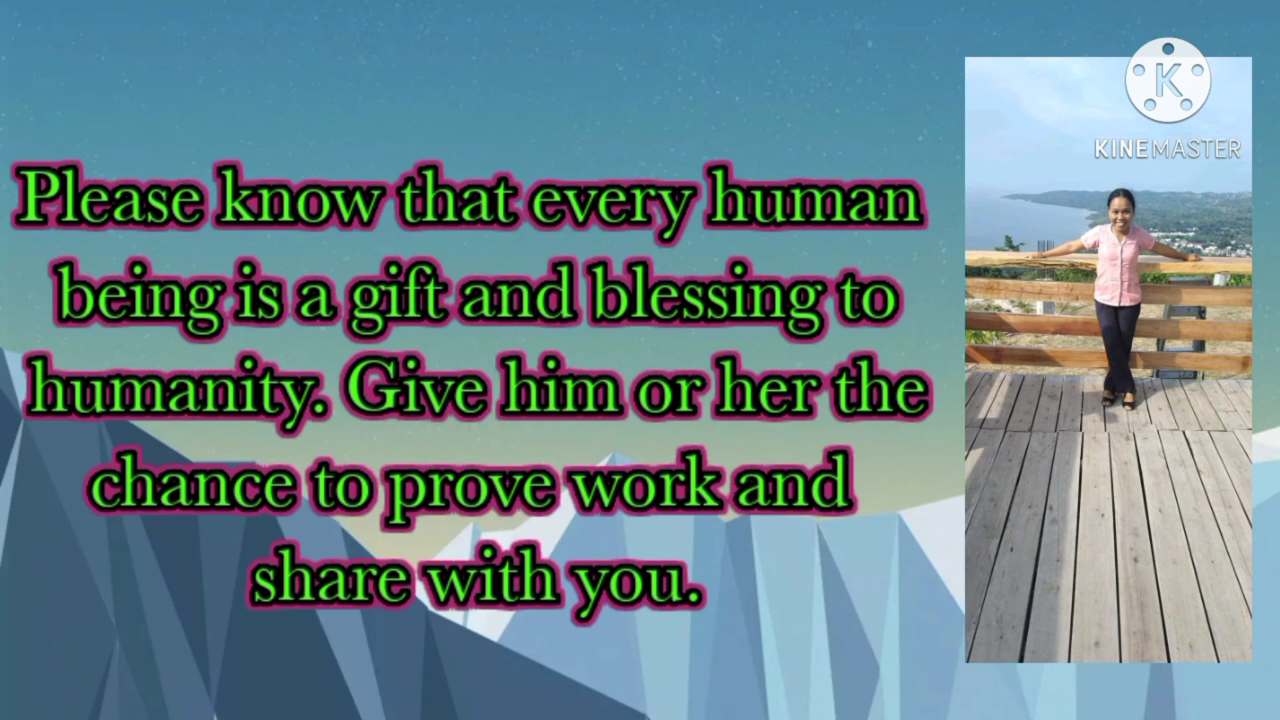 Please know that every human
being is a gift and blessing to
humanity. Give him or her the
chance to prove work and
share with you.
K
KINEMASTER